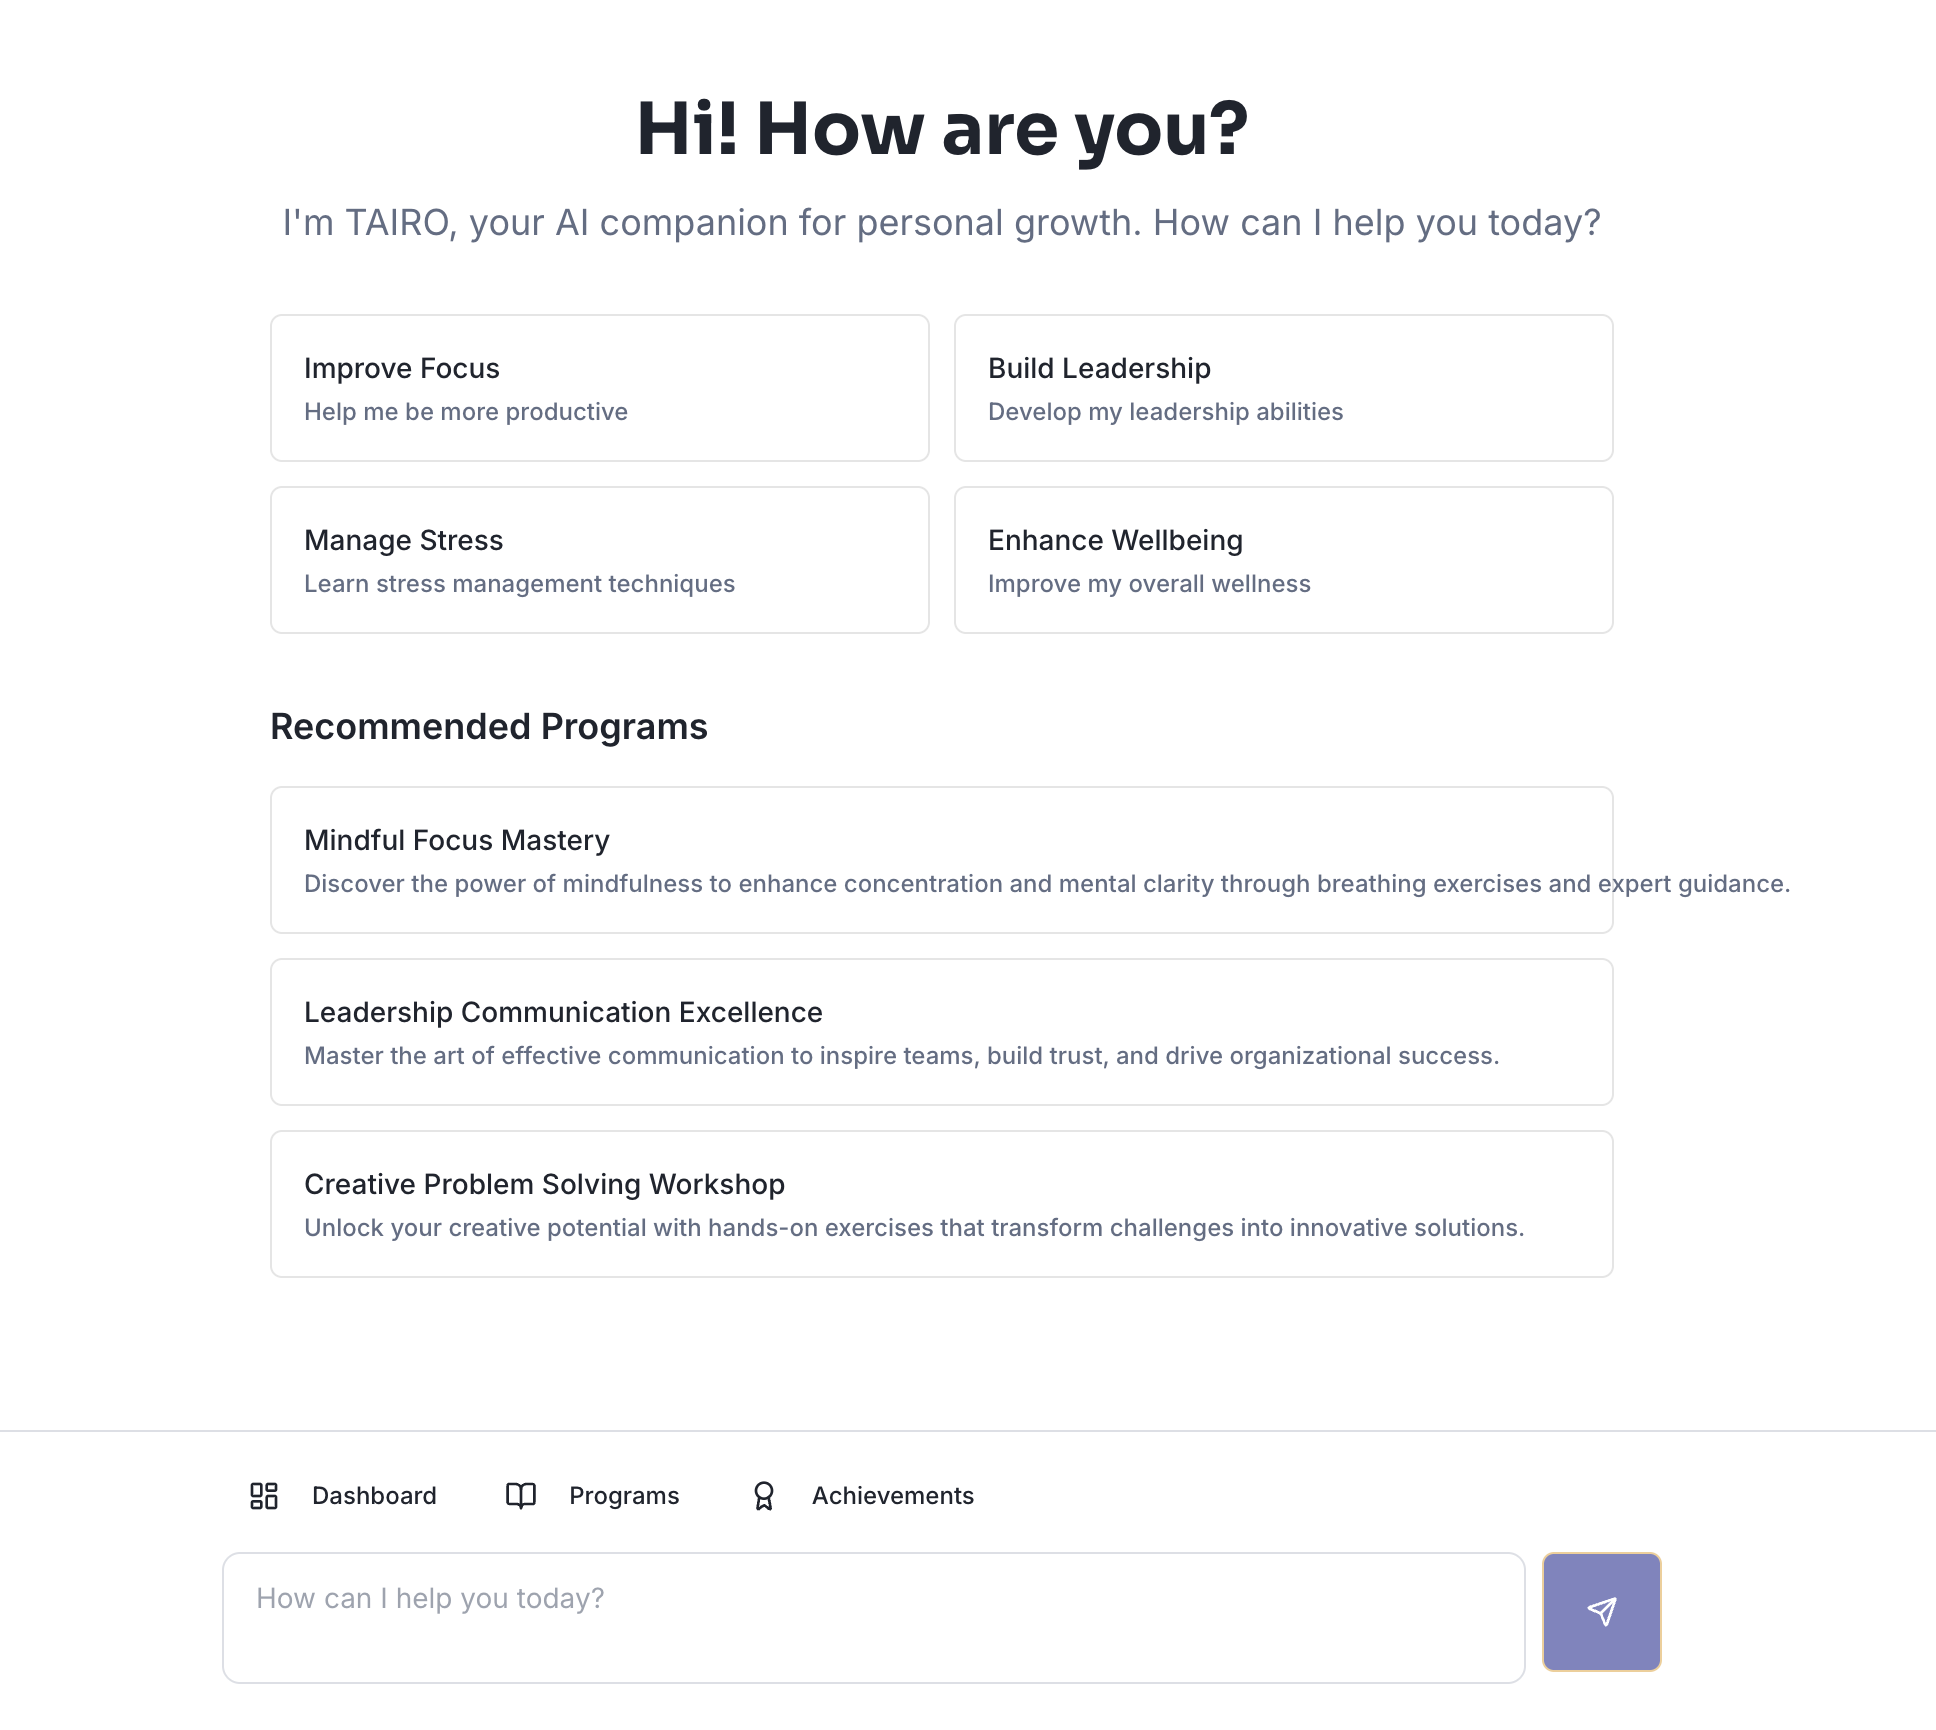 Hi! How are you?
I'm TAIRO, your AI companion for personal growth. How can I help you today?
Improve Focus
Help me be more productive
Build Leadership
Develop my leadership abilities
Manage Stress
Learn stress management techniques
Enhance Wellbeing
Improve my overall wellness
Recommended Programs
Mindful Focus Mastery
Discover the power of mindfulness to enhance concentration and mental clarity through breathing exercises and expert guidance.
Leadership Communication Excellence
Master the art of effective communication to inspire teams, build trust, and drive organizational success.
Creative Problem Solving Workshop
Unlock your creative potential with hands-on exercises that transform challenges into innovative solutions.
Dashboard
Programs
Achievements
How can I help you today?